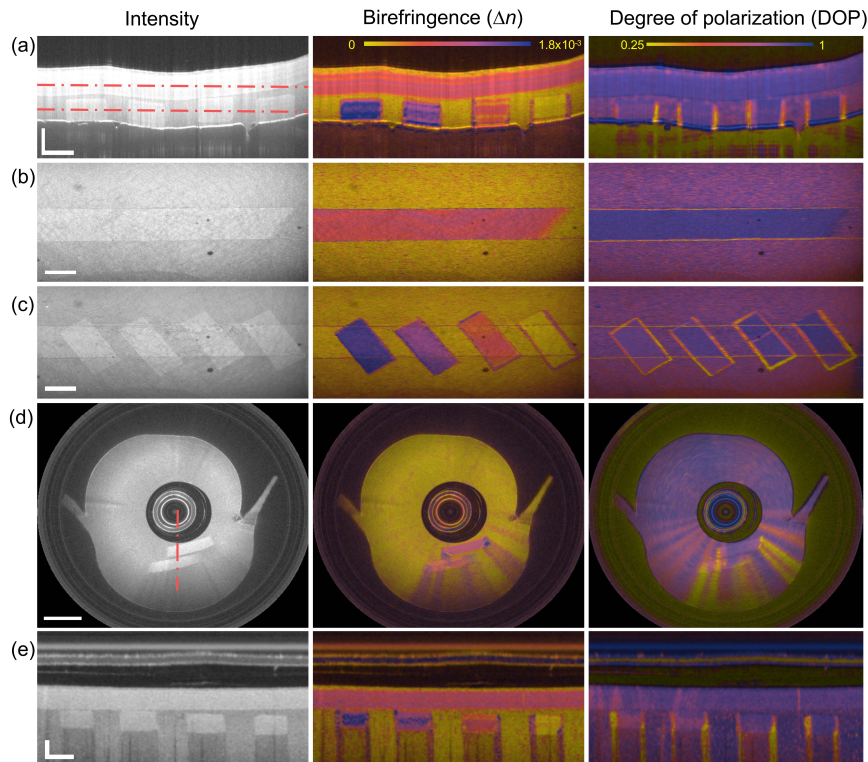 Intensity Birefringence (Δn) Degree of polarization (DOP)
(a) 0 1.8x10⁻³ 0.25 1
(b)
(c)
(d)
(e)